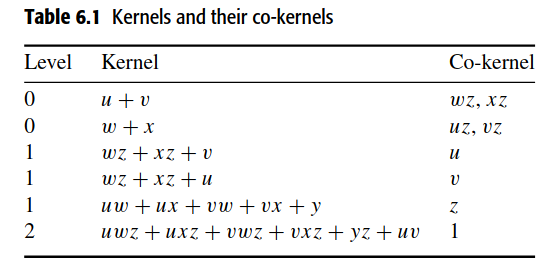 Table 6.1 Kernels and their co-kernels
Level Kernel Co-kernel
0 u + v wz, xz
0 w + x uz, vz
1 wz + xz + v u
1 wz + xz + u v
1 uw + ux + vw + vx + y z
2 uwz + uxz + vwz + vxz + yz + uv 1